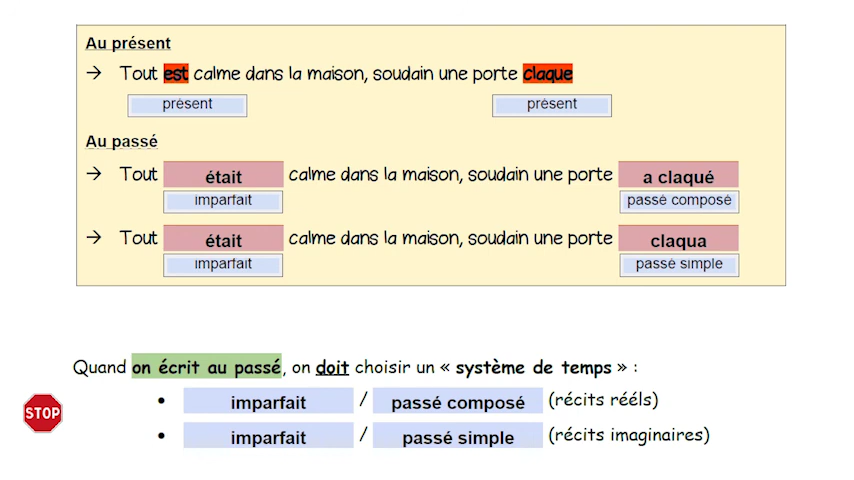 Au présent
→ Tout est calme dans la maison, soudain une porte claque
présent présent
Au passé
→ Tout était calme dans la maison, soudain une porte a claqué
imparfait passé composé
→ Tout était calme dans la maison, soudain une porte claqua
imparfait passé simple
Quand on écrit au passé, on doit choisir un « système de temps » :
• imparfait / passé composé (récits rééls)
STOP
• imparfait / passé simple (récits imaginaires)